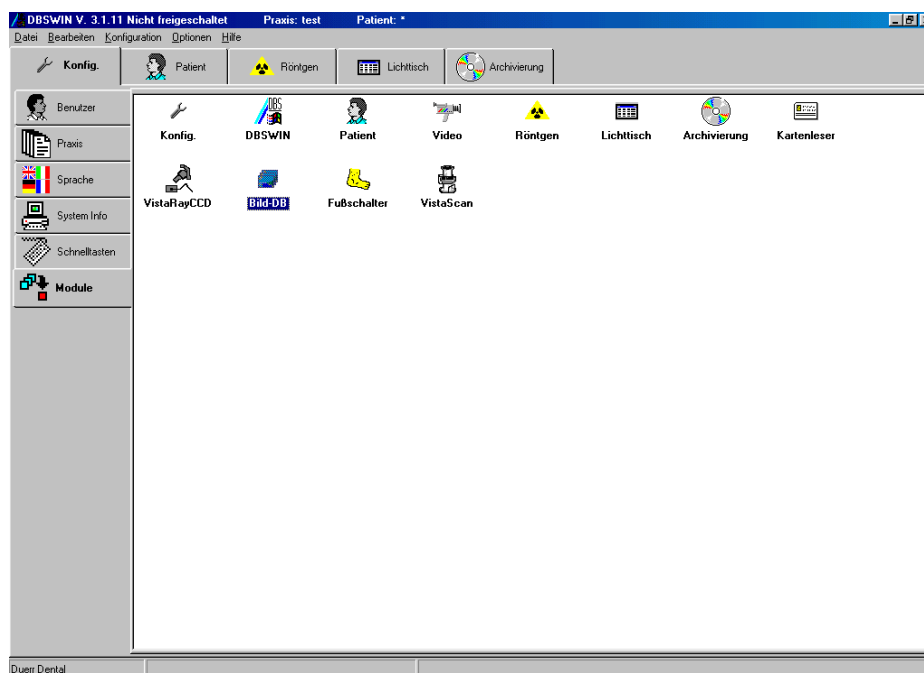 DBSWIN V. 3.1.11 Nicht freigeschaltet Praxis: test Patient: *
Datei Bearbeiten Konfiguration Optionen Hilfe
Konfig. Patient Röntgen Lichttisch Archivierung
Benutzer
Praxis
Sprache
System Info
Schnelltasten
Module
Konfig. DBSWIN Patient Video Röntgen Lichttisch Archivierung Kartenleser
VistaRayCCD Bild-DB Fußschalter VistaScan
Duerr Dental